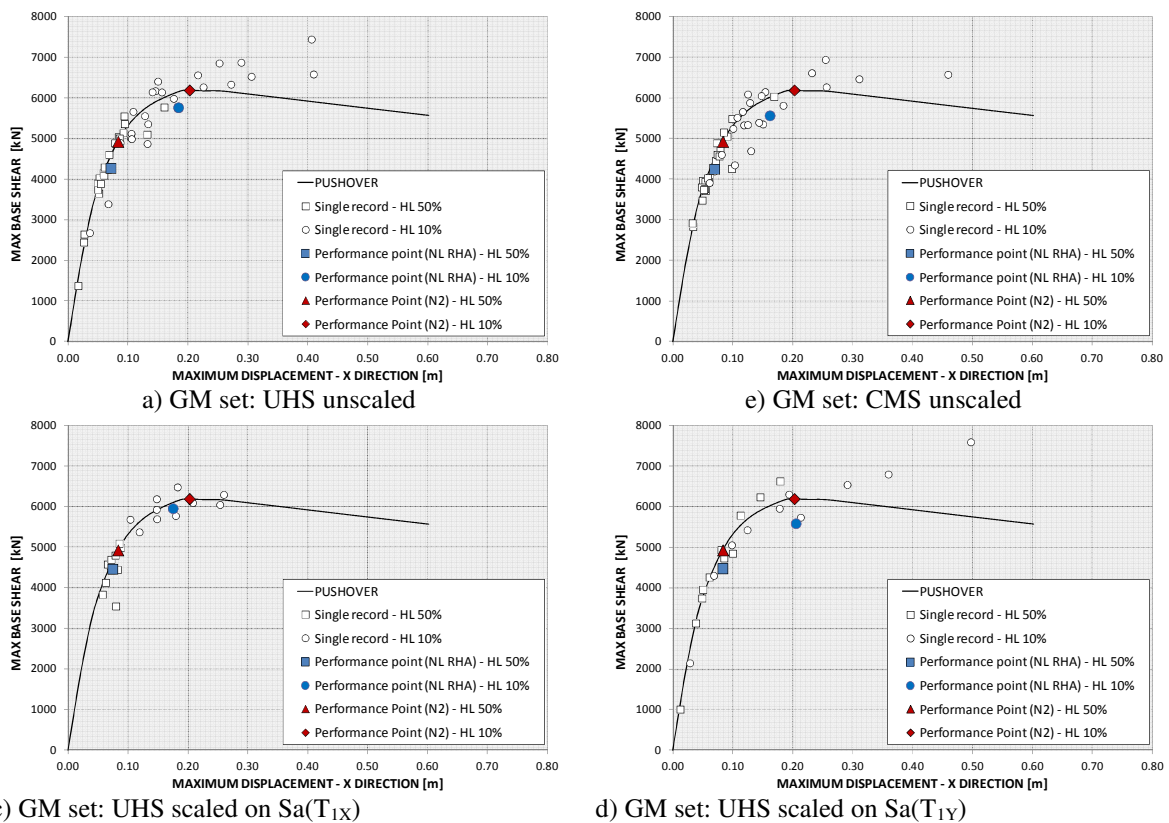 8000
7000
6000
5000
4000
3000
2000
1000
0
MAX BASE SHEAR [kN]
PUSHOVER
Single record - HL 50%
Single record - HL 10%
Performance point (NL RHA) - HL 50%
Performance point (NL RHA) - HL 10%
Performance Point (N2) - HL 50%
Performance Point (N2) - HL 10%
0.00 0.10 0.20 0.30 0.40 0.50 0.60 0.70 0.80
MAXIMUM DISPLACEMENT - X DIRECTION [m]
a) GM set: UHS unscaled
8000
7000
6000
5000
4000
3000
2000
1000
0
MAX BASE SHEAR [kN]
PUSHOVER
Single record - HL 50%
Single record - HL 10%
Performance point (NL RHA) - HL 50%
Performance point (NL RHA) - HL 10%
Performance Point (N2) - HL 50%
Performance Point (N2) - HL 10%
0.00 0.10 0.20 0.30 0.40 0.50 0.60 0.70 0.80
MAXIMUM DISPLACEMENT - X DIRECTION [m]
e) GM set: CMS unscaled
8000
7000
6000
5000
4000
3000
2000
1000
0
MAX BASE SHEAR [kN]
PUSHOVER
Single record - HL 50%
Single record - HL 10%
Performance point (NL RHA) - HL 50%
Performance point (NL RHA) - HL 10%
Performance Point (N2) - HL 50%
Performance Point (N2) - HL 10%
0.00 0.10 0.20 0.30 0.40 0.50 0.60 0.70 0.80
MAXIMUM DISPLACEMENT - X DIRECTION [m]
) GM set: UHS scaled on Sa(T1X)
8000
7000
6000
5000
4000
3000
2000
1000
0
MAX BASE SHEAR [kN]
PUSHOVER
Single record - HL 50%
Single record - HL 10%
Performance point (NL RHA) - HL 50%
Performance point (NL RHA) - HL 10%
Performance Point (N2) - HL 50%
Performance Point (N2) - HL 10%
0.00 0.10 0.20 0.30 0.40 0.50 0.60 0.70 0.80
MAXIMUM DISPLACEMENT - X DIRECTION [m]
d) GM set: UHS scaled on Sa(T1Y)